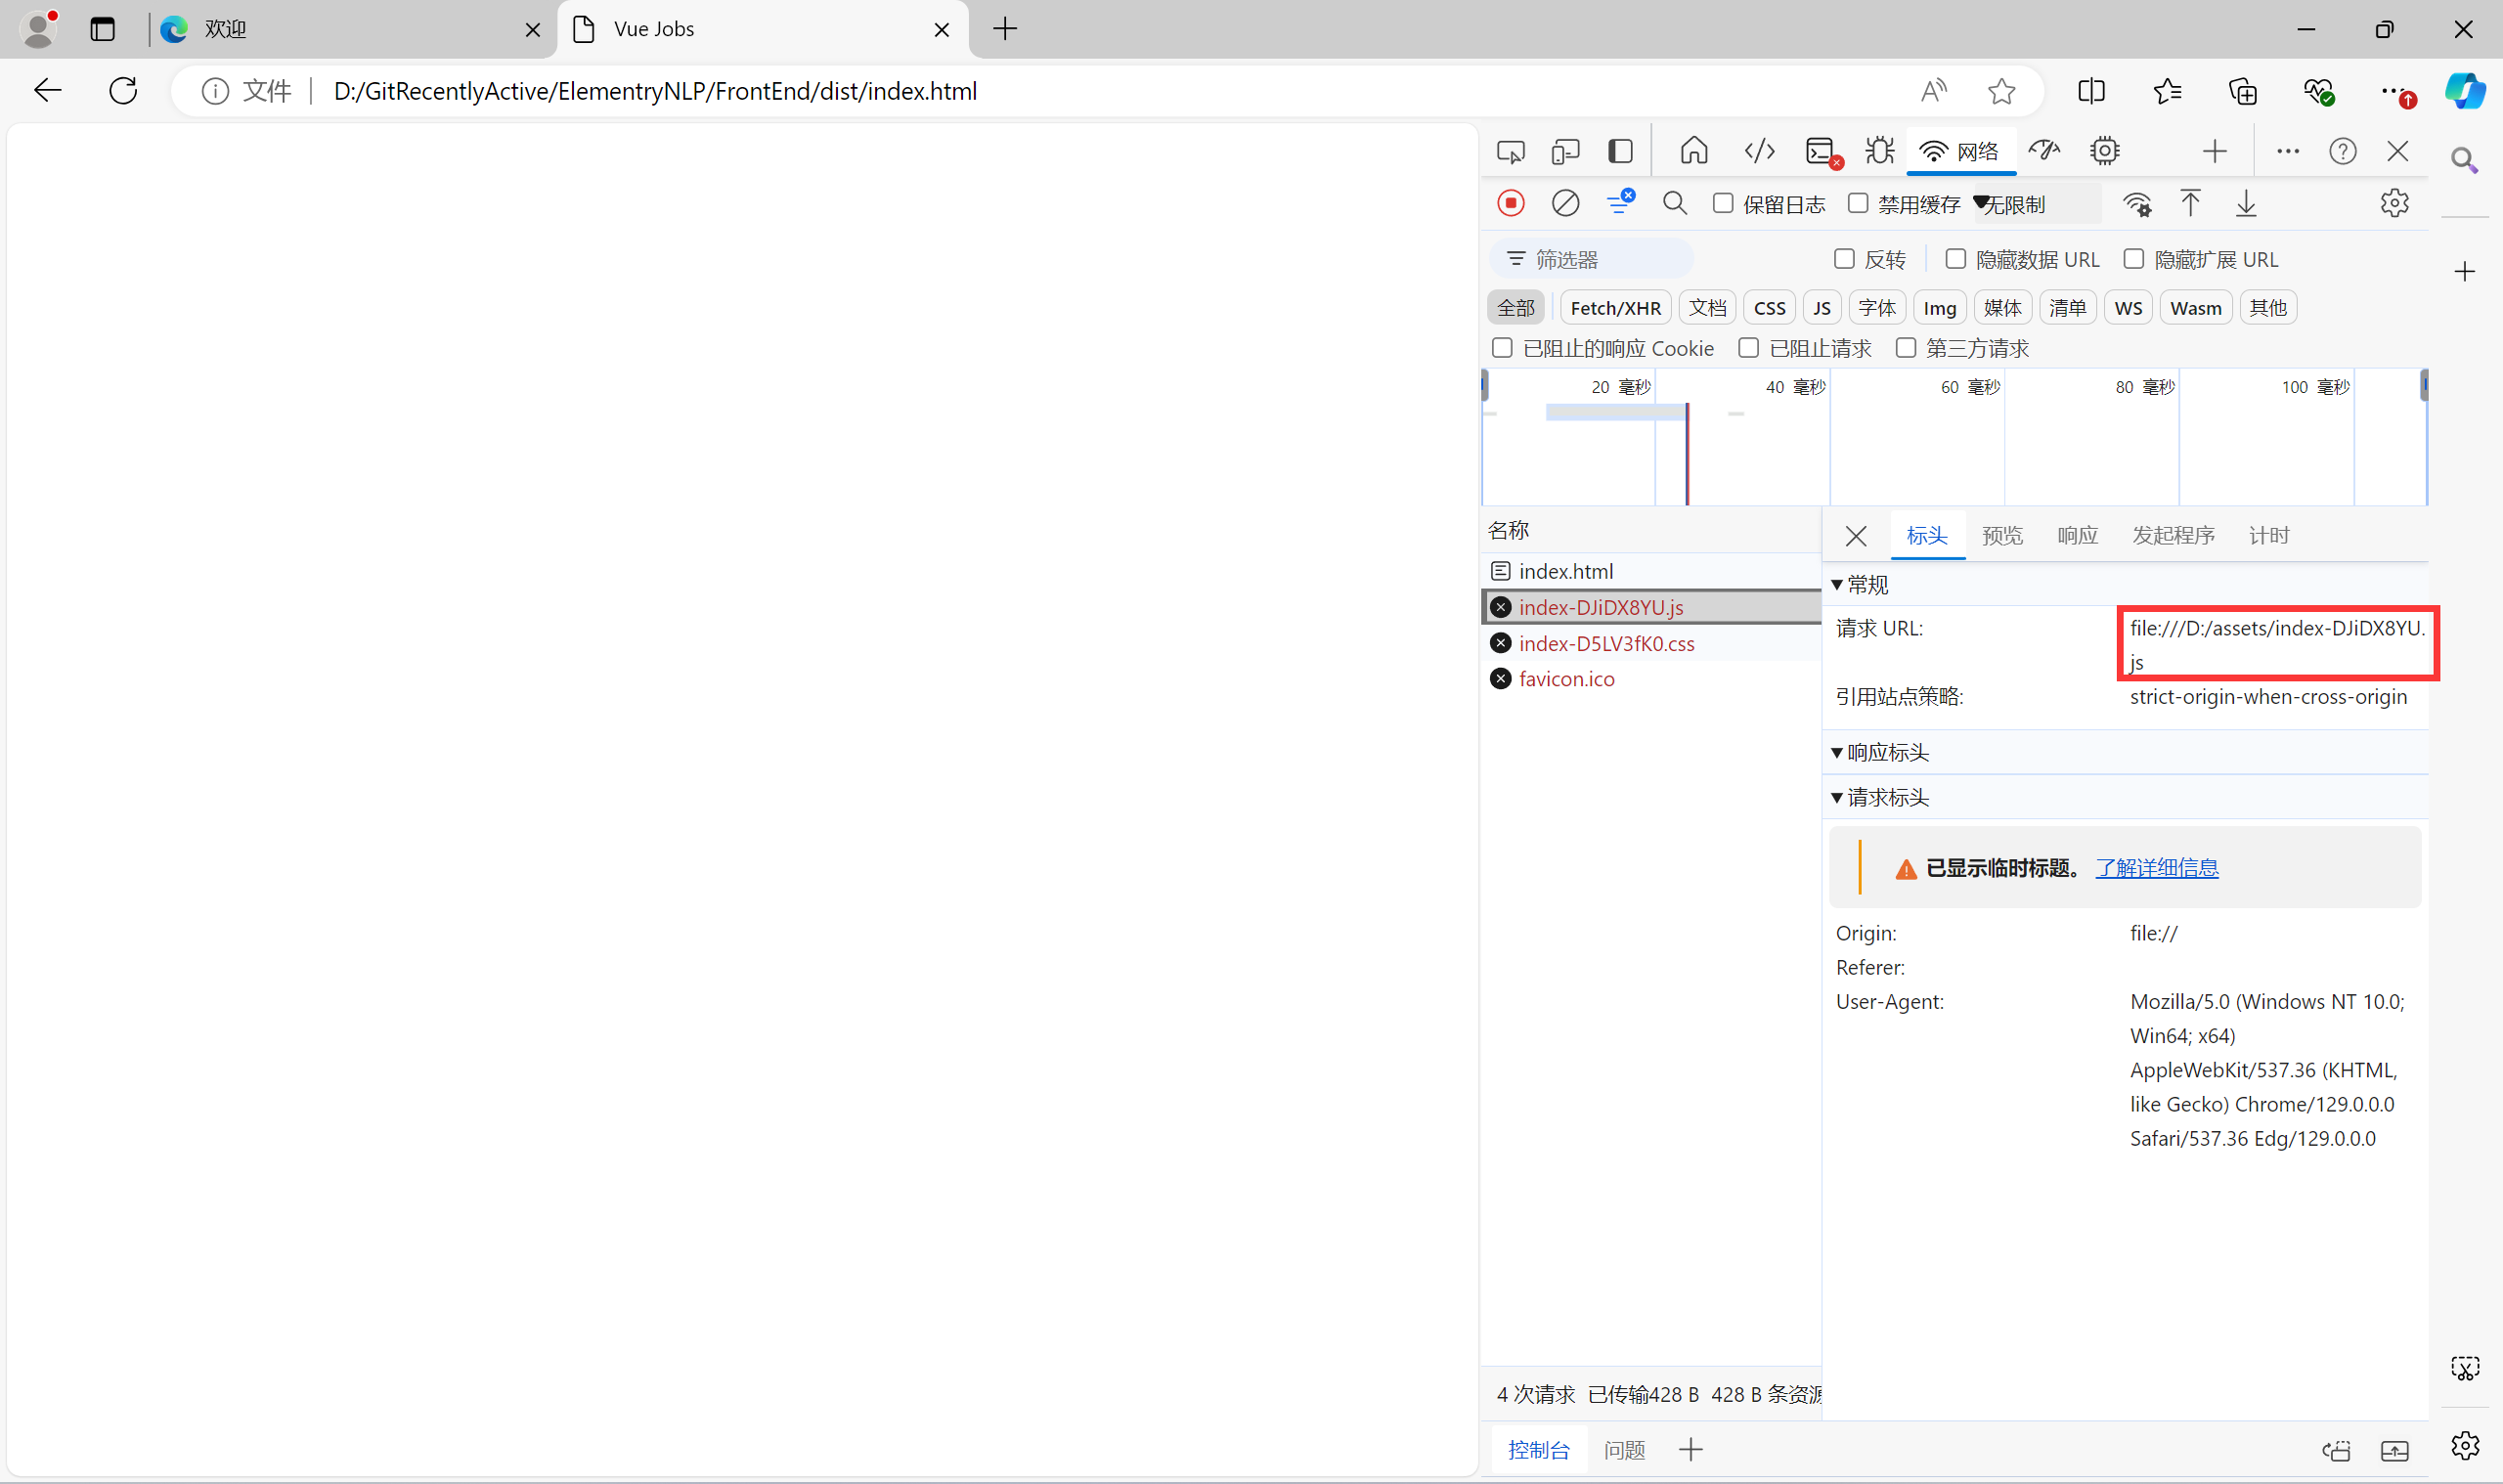 欢迎
Vue Jobs
文件
D:/GitRecentlyActive/ElementryNLP/FrontEnd/dist/index.html
网络
保留日志
禁用缓存
无限制
筛选器
反转
隐藏数据 URL
隐藏扩展 URL
全部
Fetch/XHR
文档
CSS
JS
字体
Img
媒体
清单
WS
Wasm
其他
已阻止的响应 Cookie
已阻止请求
第三方请求
20 毫秒
40 毫秒
60 毫秒
80 毫秒
100 毫秒
名称
index.html
index-DJiDX8YU.js
index-D5LV3fK0.css
favicon.ico
标头
预览
响应
发起程序
计时
常规
请求 URL:
file:///D:/assets/index-DJiDX8YU.
js
引用站点策略:
strict-origin-when-cross-origin
响应标头
请求标头
已显示临时标题。 了解详细信息
Origin:
file://
Referer:
User-Agent:
Mozilla/5.0 (Windows NT 10.0;
Win64; x64)
AppleWebKit/537.36 (KHTML,
like Gecko) Chrome/129.0.0.0
Safari/537.36 Edg/129.0.0.0
4 次请求 已传输428 B 428 B 条资源
控制台
问题